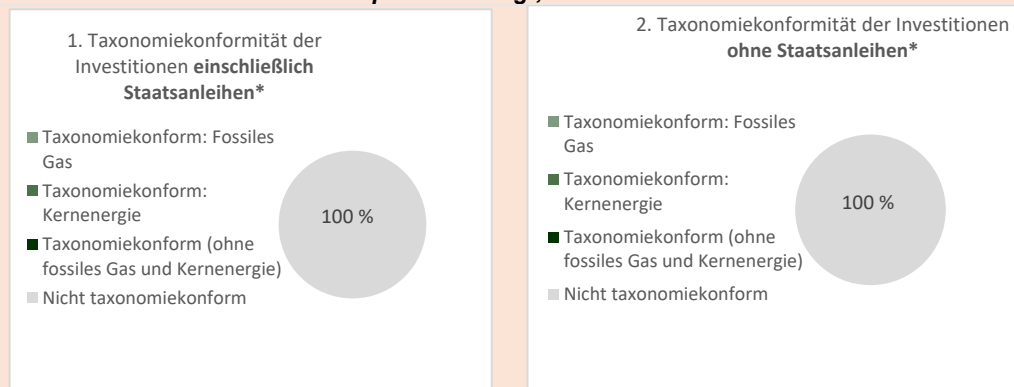 1. Taxonomiekonformität der
Investitionen einschließlich
Staatsanleihen*
Taxonomiekonform: Fossiles
Gas
Taxonomiekonform:
Kernenergie
Taxonomiekonform (ohne
fossiles Gas und Kernenergie)
Nicht taxonomiekonform
100 %
2. Taxonomiekonformität der Investitionen
ohne Staatsanleihen*
Taxonomiekonform: Fossiles
Gas
Taxonomiekonform:
Kernenergie
Taxonomiekonform (ohne
fossiles Gas und Kernenergie)
Nicht taxonomiekonform
100 %